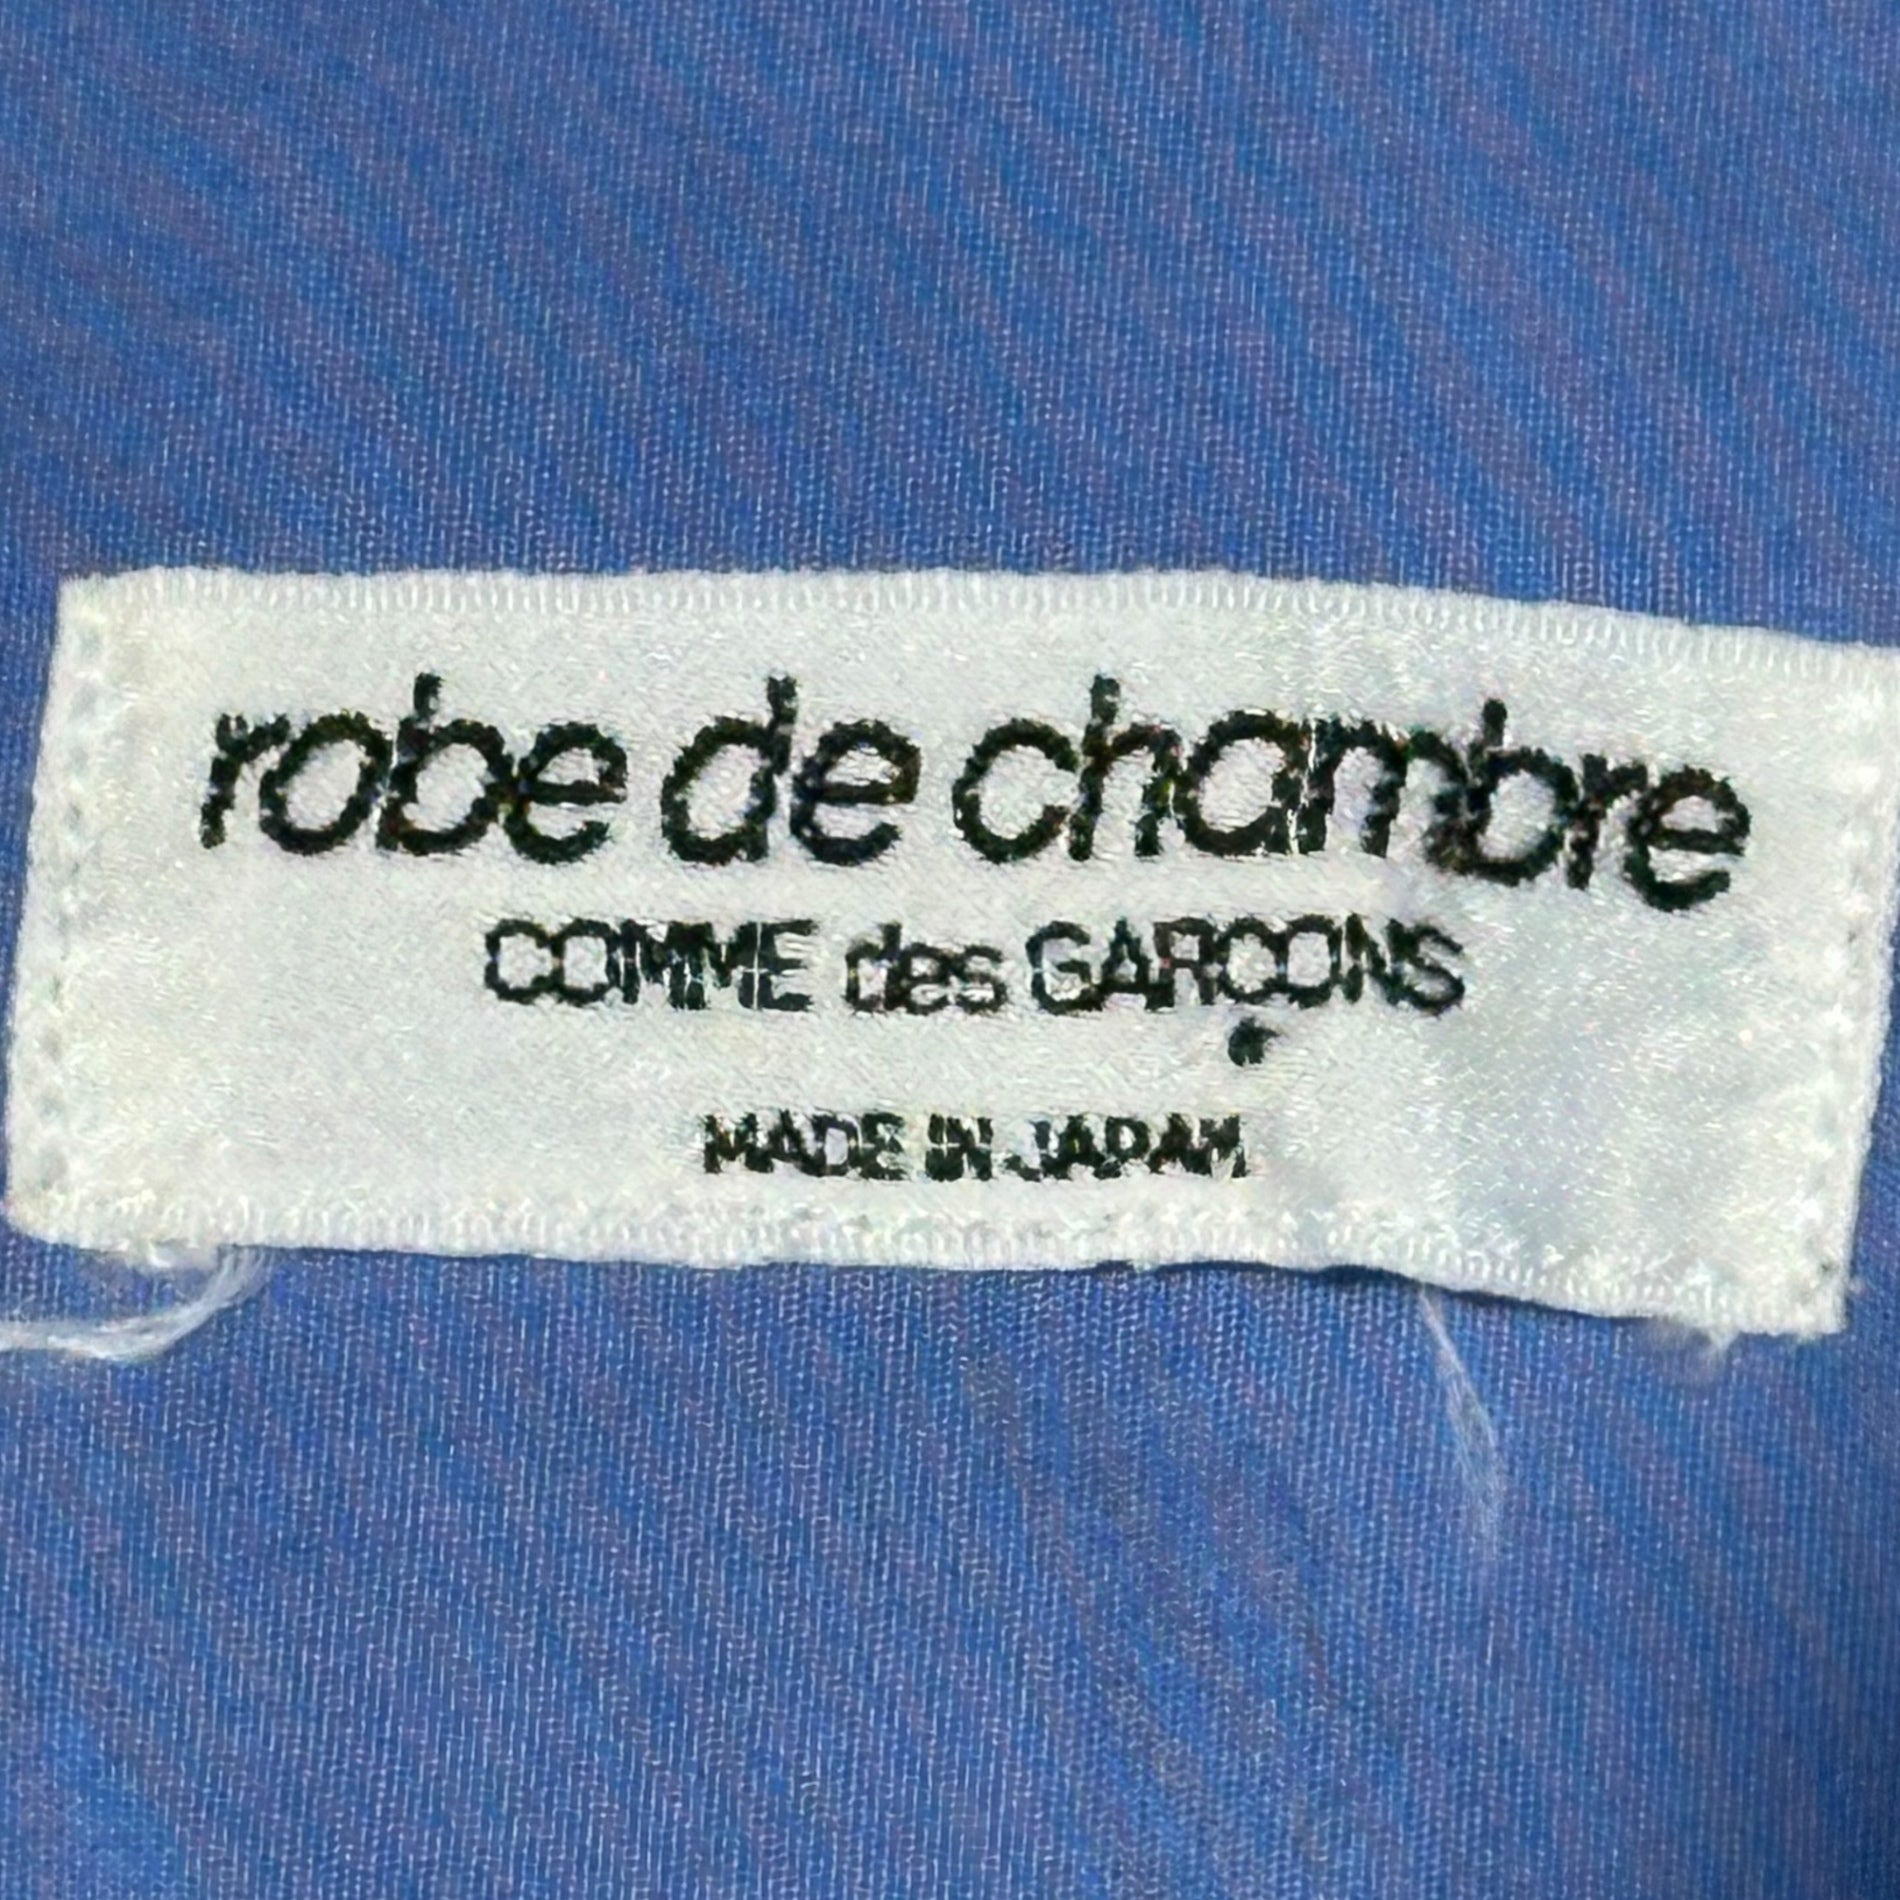 robe de chambre
COMME des GARÇONS
MADE IN JAPAN